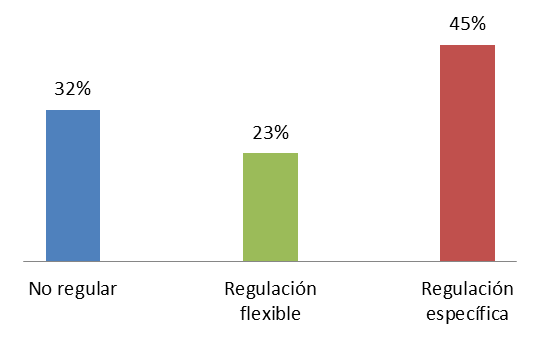 45%
32%
23%
No regular
Regulación
flexible
Regulación
específica